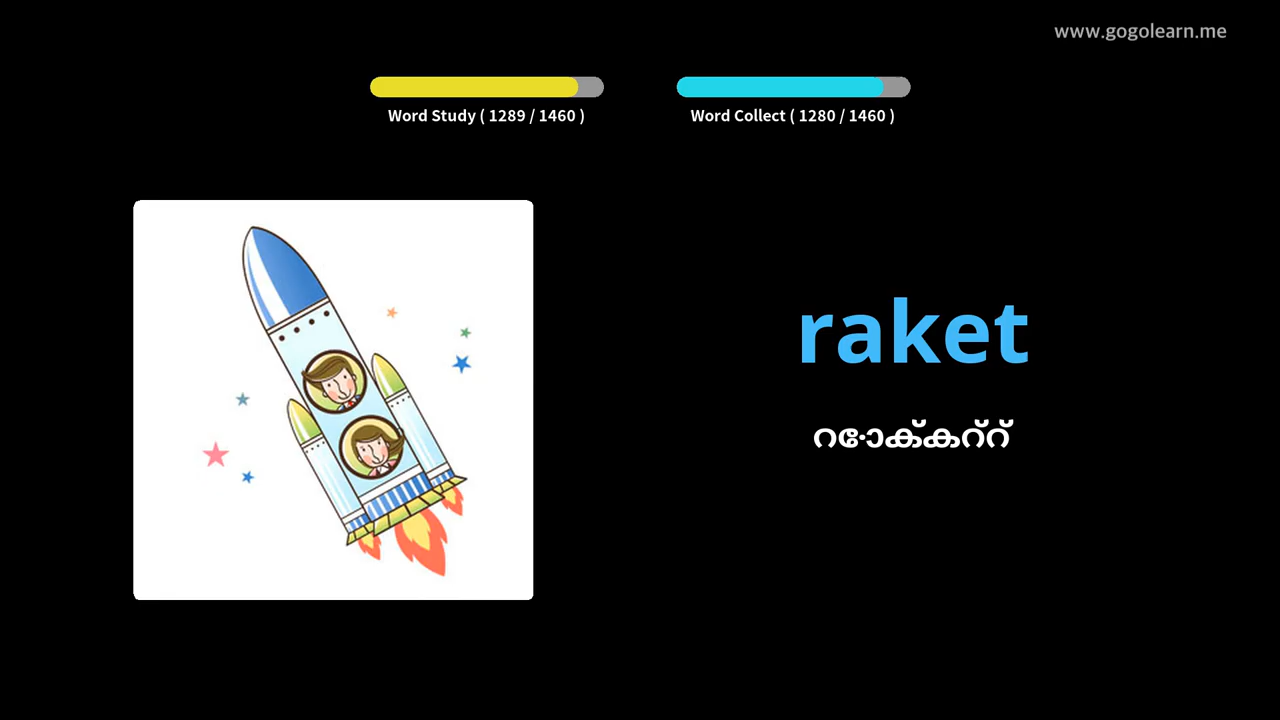 www.gogolearn.me
Word Study ( 1289 / 1460 )
Word Collect ( 1280 / 1460 )
raket
റോക്കറ്റ്